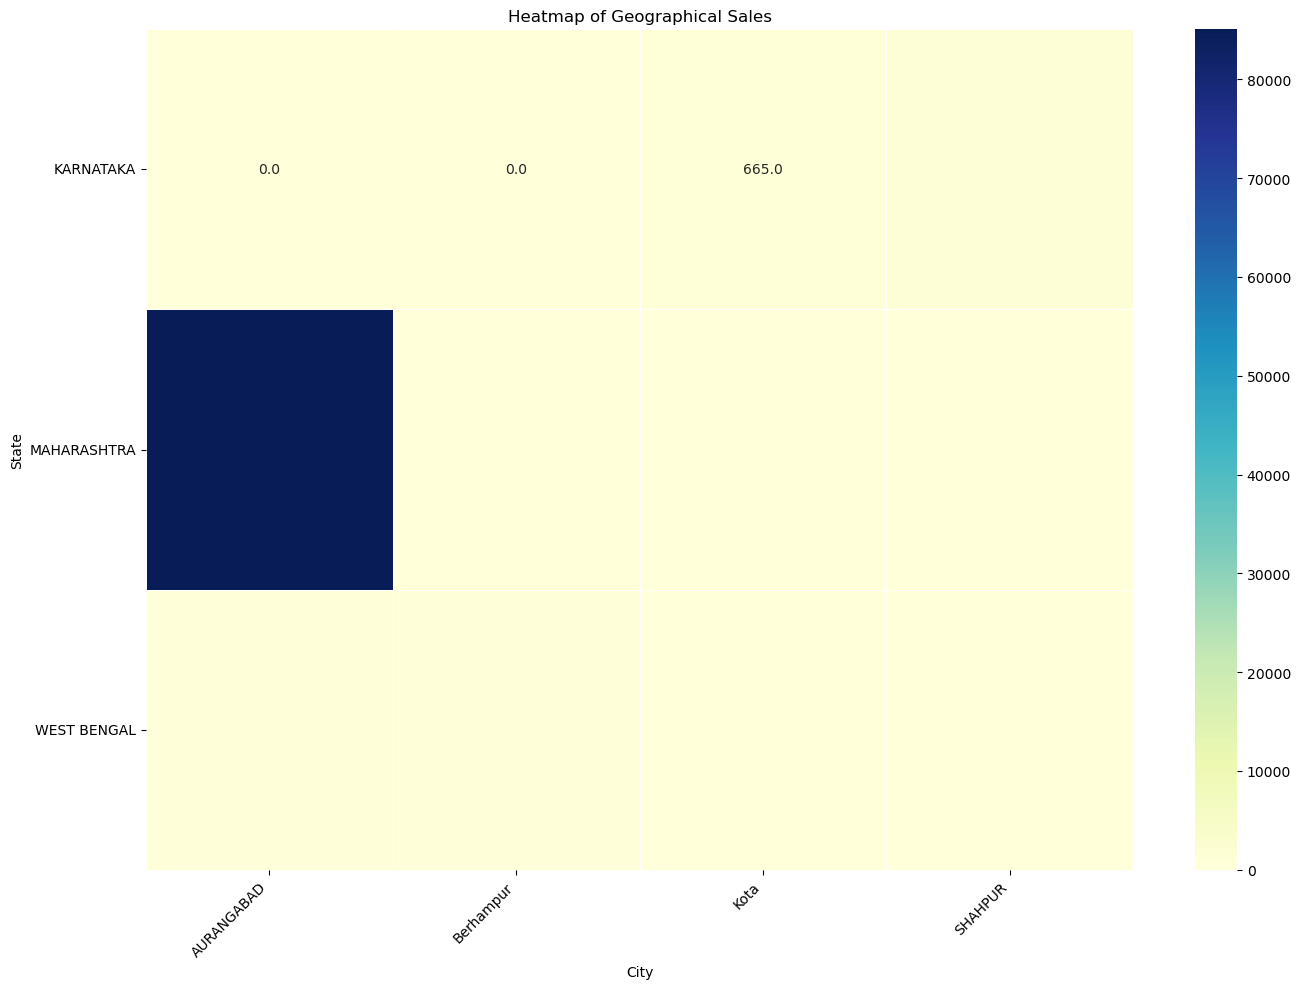 Heatmap of Geographical Sales
KARNATAKA
0.0
0.0
665.0
MAHARASHTRA
WEST BENGAL
State
AURANGABAD
Berhampur
Kota
SHAHPUR
City
80000
70000
60000
50000
40000
30000
20000
10000
0